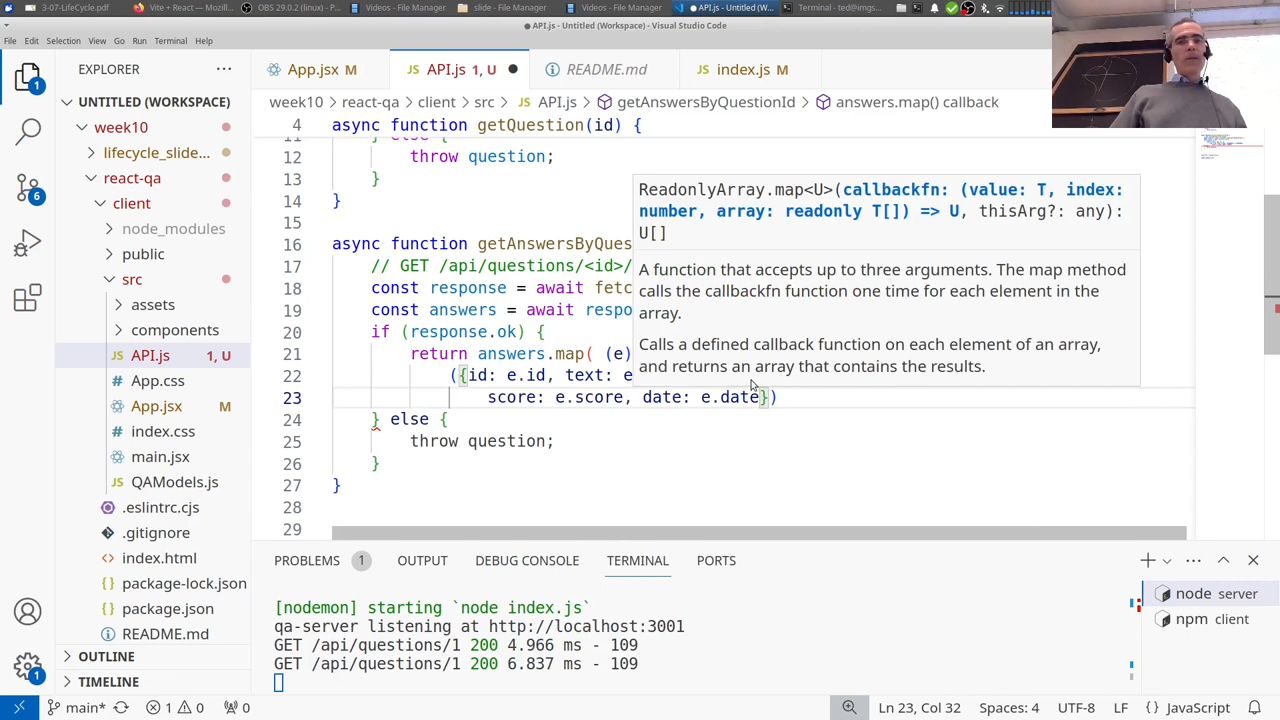 3-07-LifeCycle.pdf
Vite + React — Mozill...
OBS 29.0.2 (linux) - P...
Videos - File Manager
slide - File Manager
Videos - File Manager
API.js - Untitled (W...
Terminal - ted@imgs...
API.js - Untitled (Workspace) - Visual Studio Code
File Edit Selection View Go Run Terminal Help
EXPLORER ...
App.jsx M
API.js 1, U
README.md
index.js M
UNTITLED (WORKSPACE)
week10 > react-qa > client > src > API.js > getAnswersByQuestionId > answers.map() callback
week10
lifecycle_slide...
react-qa
client
node_modules
public
src
assets
components
API.js 1, U
App.css
App.jsx M
index.css
main.jsx
QAModels.js
.eslintrc.cjs
.gitignore
index.html
package-lock.json
package.json
README.md
OUTLINE
TIMELINE
1
6
1
4 async function getQuestion(id) {
11 } else {
12 throw question;
13 }
14 }
15
16 async function getAnswersByQues
17 // GET /api/questions/<id>/
18 const response = await fetc
19 const answers = await respo
20 if (response.ok) {
21 return answers.map( (e)
22 ({id: e.id, text: e
23 score: e.score, date: e.date})
24 } else {
25 throw question;
26 }
27 }
28
29
ReadonlyArray.map<U>(callbackfn: (value: T, index:
number, array: readonly T[]) => U, thisArg?: any):
U[]
A function that accepts up to three arguments. The map method
calls the callbackfn function one time for each element in the
array.
Calls a defined callback function on each element of an array,
and returns an array that contains the results.
PROBLEMS 1 OUTPUT DEBUG CONSOLE TERMINAL PORTS
[nodemon] starting `node index.js`
qa-server listening at http://localhost:3001
GET /api/questions/1 200 4.966 ms - 109
GET /api/questions/1 200 6.837 ms - 109
node server
npm client
main* 1 0 0 Ln 23, Col 32 Spaces: 4 UTF-8 LF {} JavaScript